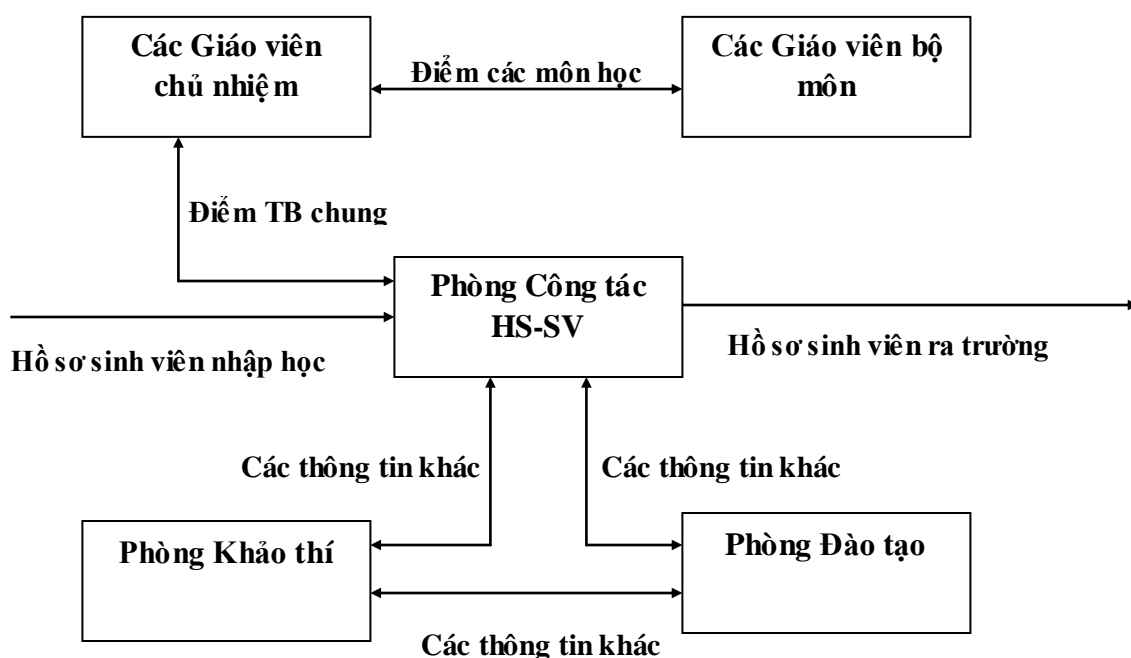 Các Giáo viên
chủ nhiệm
Điểm các môn học
Các Giáo viên bộ
môn
Điểm TB chung
Phòng Công tác
HS-SV
Hồ sơ sinh viên nhập học
Hồ sơ sinh viên ra trường
Các thông tin khác
Các thông tin khác
Phòng Khảo thí
Phòng Đào tạo
Các thông tin khác